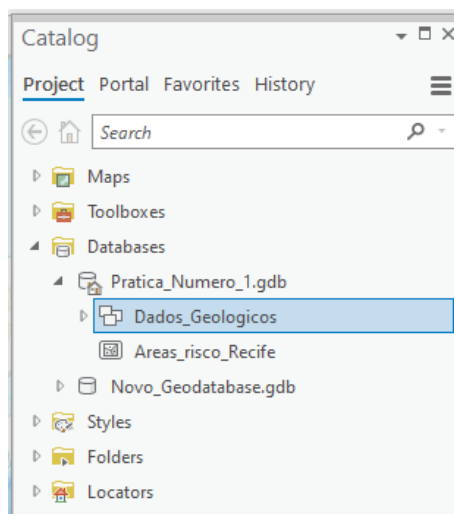 Catalog
Project Portal Favorites History
Search
Maps
Toolboxes
Databases
Pratica_Numero_1.gdb
Dados_Geologicos
Areas_risco_Recife
Novo_Geodatabase.gdb
Styles
Folders
Locators